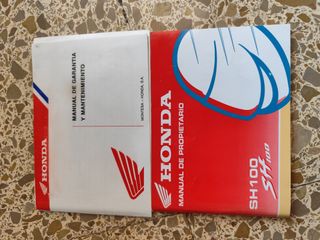 HONDA
MANUAL DE GARANTIA
Y MANTENIMIENTO
MONTESA - HONDA, S.A.
HONDA
MANUAL DE PROPIETARIO
SH100
SH100